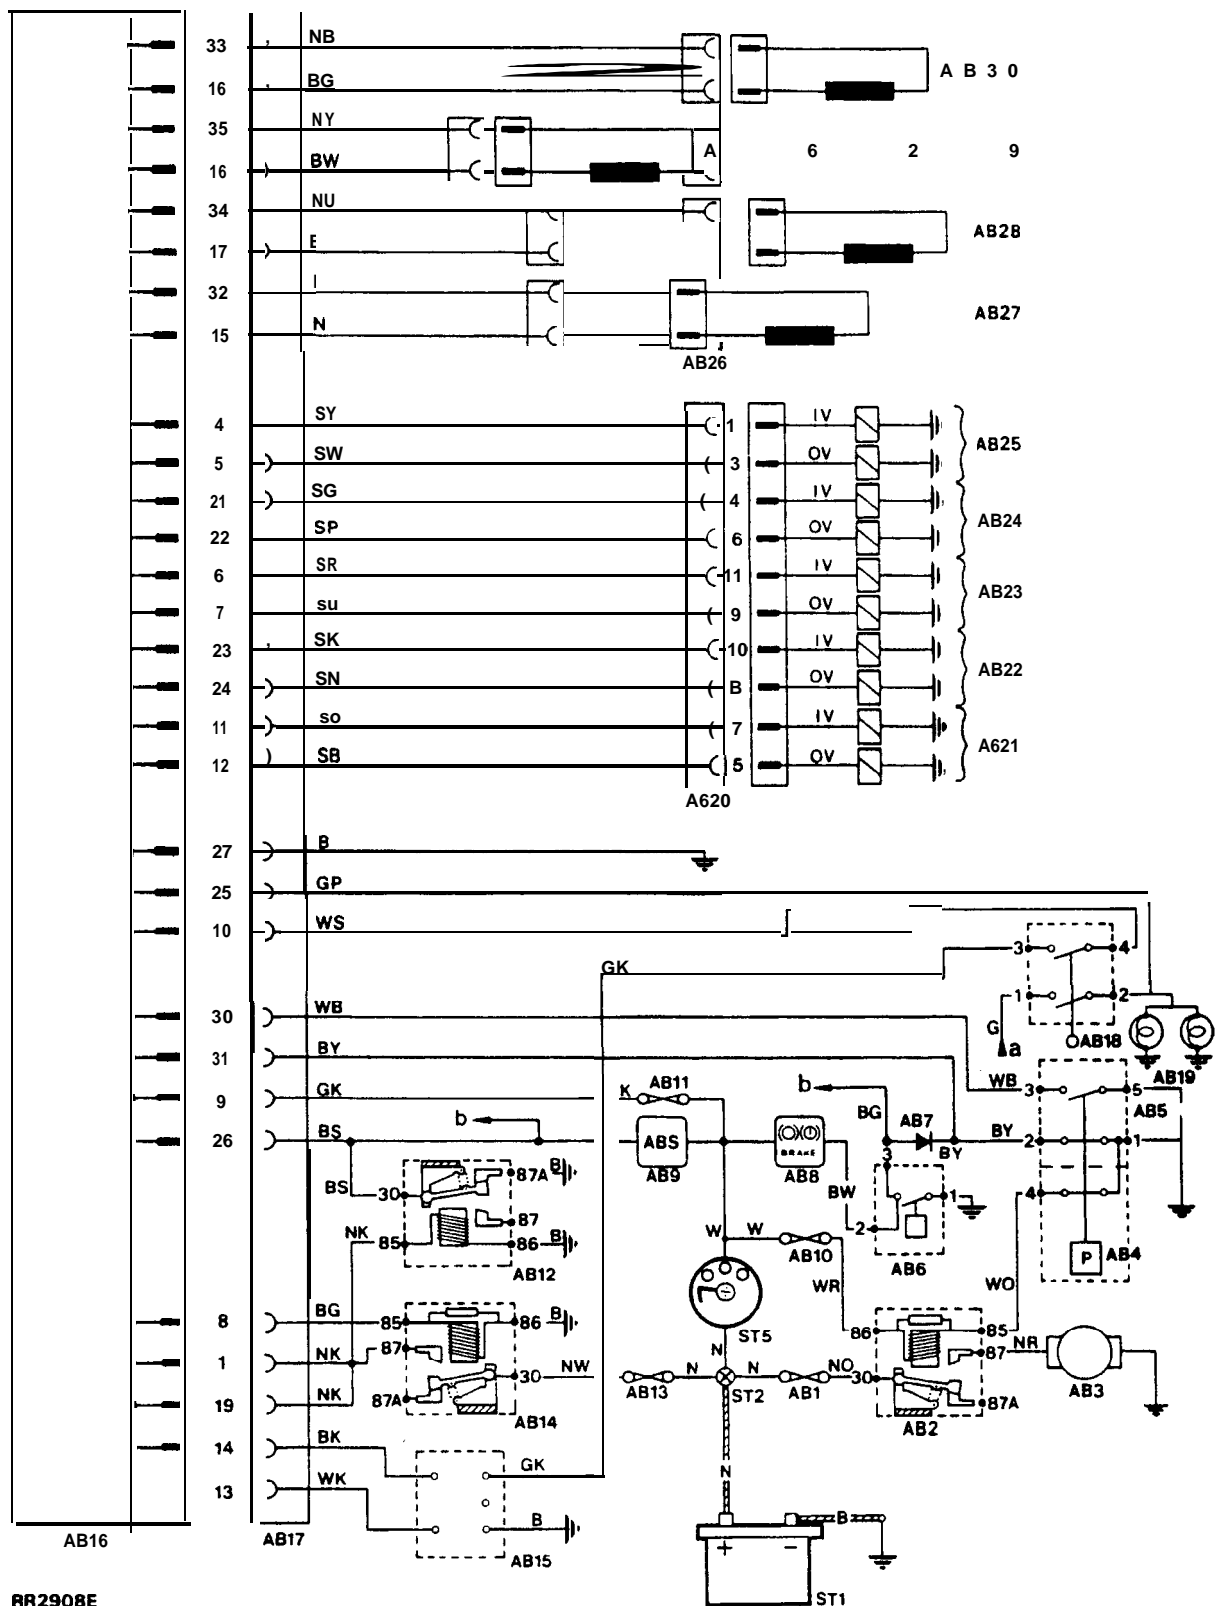 33 NB
A B 3 0
16 BG
35 NY
A 6 2 9
16 BW
34 NU
AB28
17
32
AB27
15 N
AB26
4 SY 1 IV
AB25
5 SW 3 OV
21 SG 4 IV
AB24
22 SP 6 OV
6 SR 11 IV
AB23
7 su 9 OV
23 SK 10 IV
AB22
24 SN B OV
11 so 7 IV
A621
12 SB 5 OV
A620
27 B
25 GP
10 WS
3 4
GK
1 2
30 WB
G a AB18
31 BY
AB19
9 GK K AB11 b WB 3 5
BG AB7 AB5
26 BS b ABS BRAKE BY BY 2 1
AB9 AB8 3
BS 30 87A B
BW 1 4
87
NK 85 86 B W W 2
AB12 AB10 AB6 P AB4
WR WO
8 BG 85 86 B ST5 86 85
1 NK 87 N 87 NR
30 NW N N NO 30
AB13 ST2 AB1 AB3
19 NK 87A AB14 87A
AB2
14 BK
GK N
13 WK
B B
AB16 AB17 AB15
+ −
ST1
RR2908E